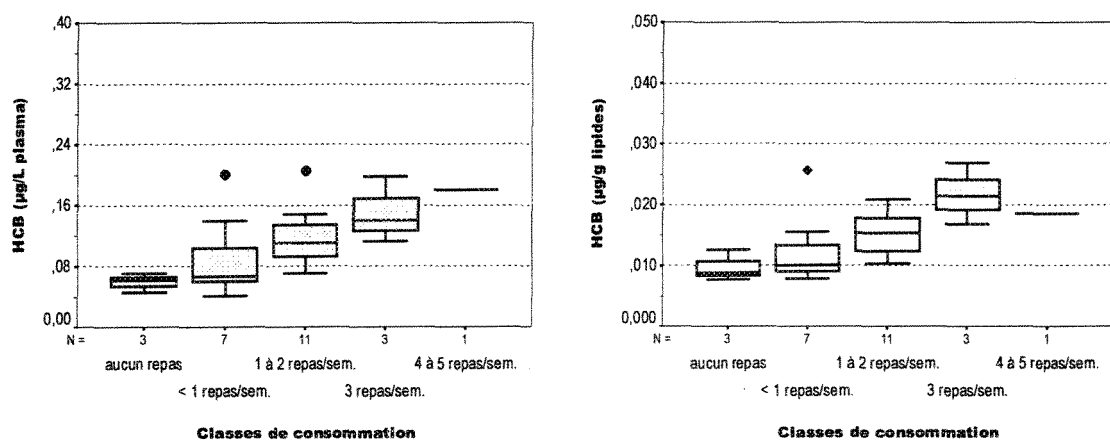 HCB (µg/L plasma)
,40
,32
,24
,16
,08
0,00
N = 3 7 11 3 1
aucun repas 1 à 2 repas/sem. 4 à 5 repas/sem.
< 1 repas/sem. 3 repas/sem.
Classes de consommation
HCB (µg/g lipides)
,050
,040
,030
,020
,010
0,000
N = 3 7 11 3 1
aucun repas 1 à 2 repas/sem. 4 à 5 repas/sem.
< 1 repas/sem. 3 repas/sem.
Classes de consommation